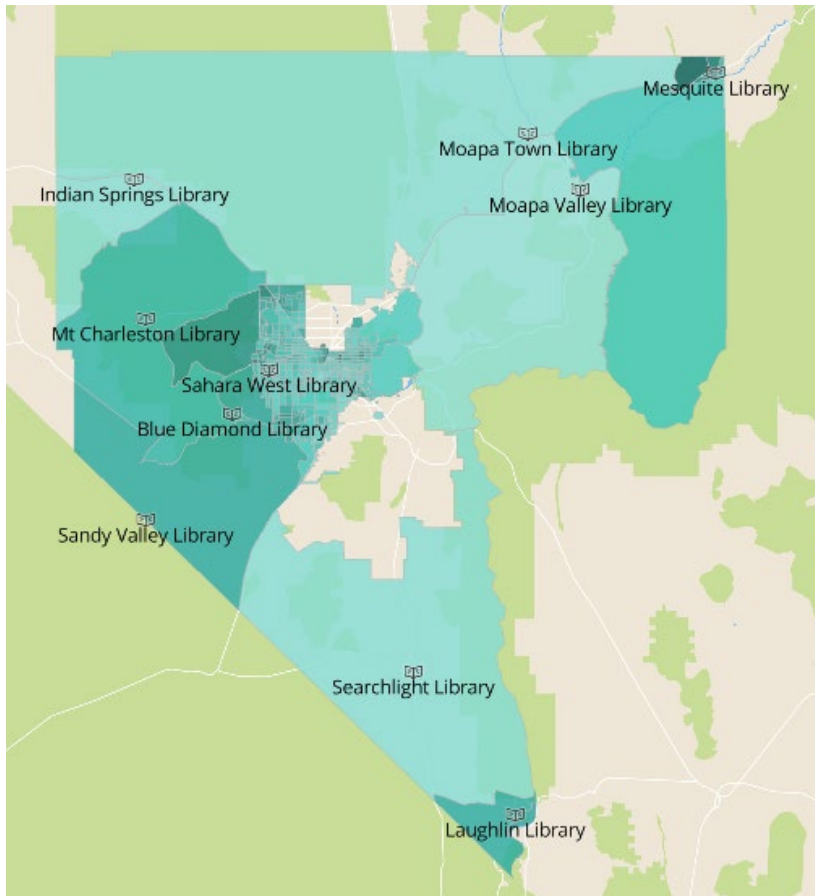 Mesquite Library
Moapa Town Library
Indian Springs Library
Moapa Valley Library
Mt Charleston Library
Sahara West Library
Blue Diamond Library
Sandy Valley Library
Searchlight Library
Laughlin Library